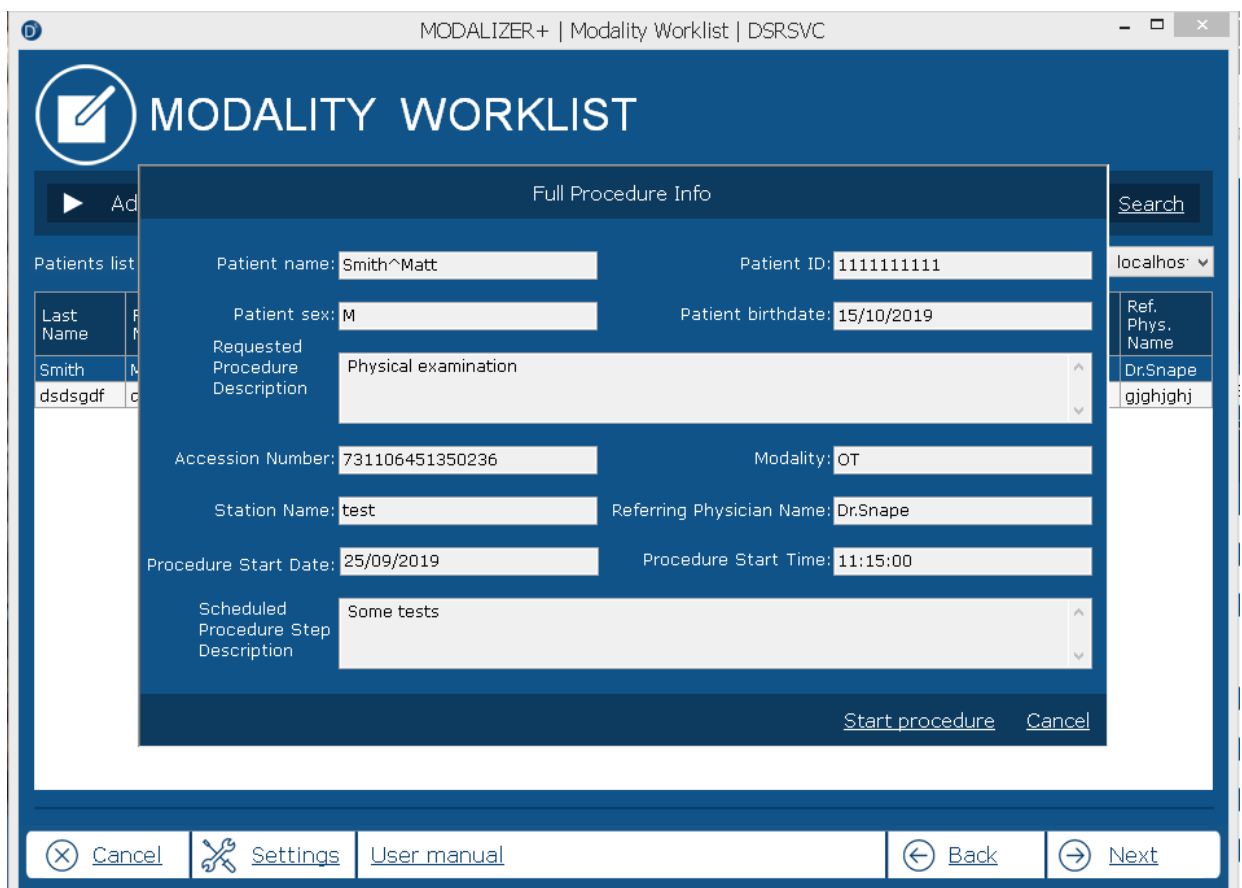 MODALIZER+ | Modality Worklist | DSRSVC
MODALITY WORKLIST
Full Procedure Info
Search
Patients list
localhos
Patient name: Smith^Matt
Patient ID: 1111111111
Patient sex: M
Patient birthdate: 15/10/2019
Last
Name
Ref.
Phys.
Name
Requested
Procedure
Description
Physical examination
Smith
Dr.Snape
dsdsgdf
gjghjghj
Accession Number: 731106451350236
Modality: OT
Station Name: test
Referring Physician Name: Dr.Snape
Procedure Start Date: 25/09/2019
Procedure Start Time: 11:15:00
Scheduled
Procedure Step
Description
Some tests
Start procedure
Cancel
Cancel
Settings
User manual
Back
Next